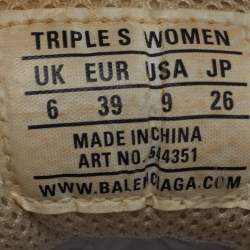 TRIPLE S WOMEN
UK EUR USA JP
6 39 9 26
MADE IN CHINA
ART NO. 544351
WWW.BALENCIAGA.COM